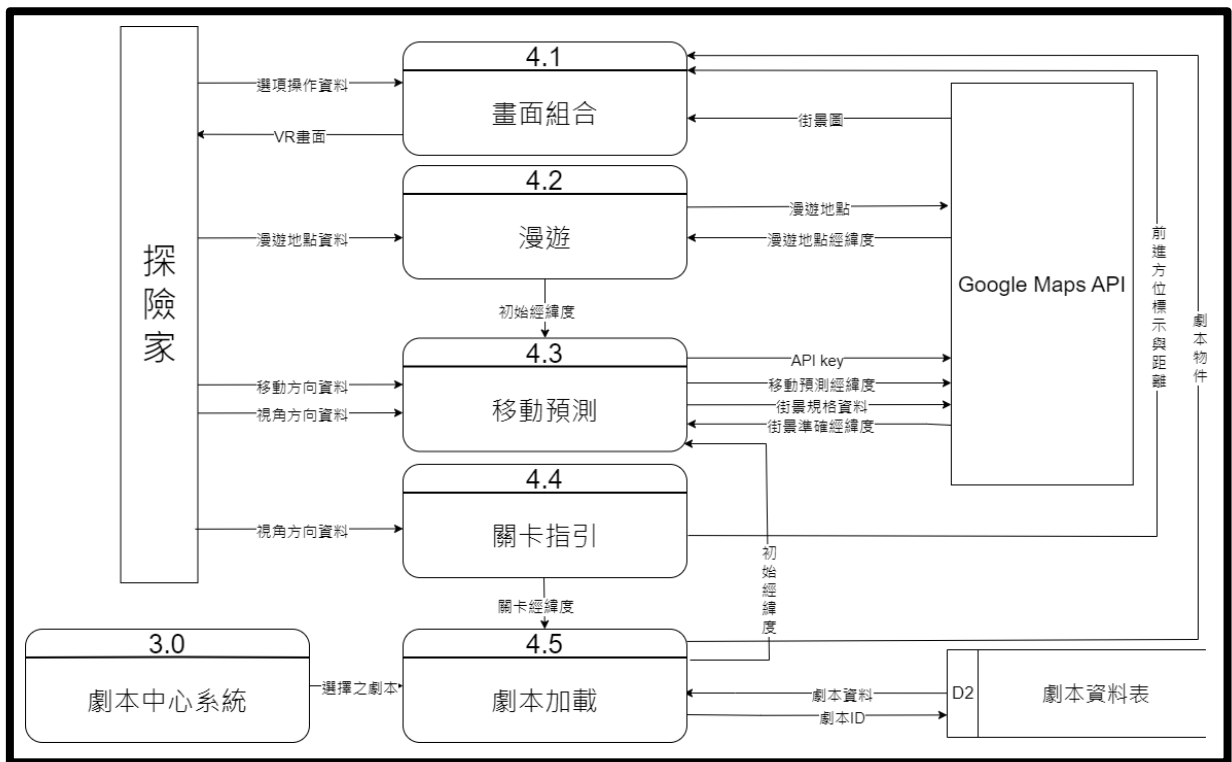 4.1
畫面組合
選項操作資料
VR畫面
街景圖
4.2
漫遊
漫遊地點資料
漫遊地點
漫遊地點經緯度
探險家
Google Maps API
前進方位標示與距離
劇本物件
初始經緯度
4.3
移動預測
移動方向資料
視角方向資料
API key
移動預測經緯度
街景規格資料
街景準確經緯度
4.4
關卡指引
視角方向資料
初始經緯度
關卡經緯度
3.0
劇本中心系統
選擇之劇本
4.5
劇本加載
劇本資料
劇本ID
D2
劇本資料表